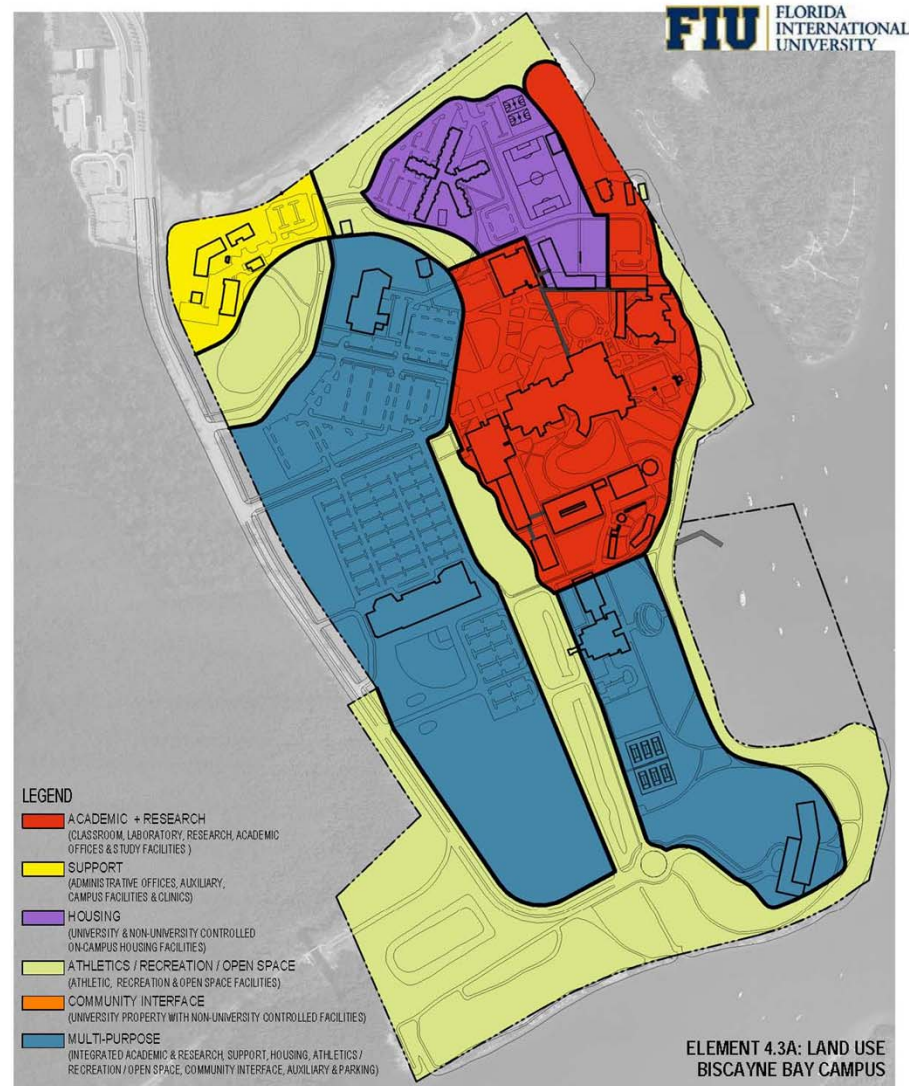 FIU
FLORIDA
INTERNATIONAL
UNIVERSITY
LEGEND
ACADEMIC + RESEARCH
(CLASSROOM, LABORATORY, RESEARCH, ACADEMIC
OFFICES & STUDY FACILITIES )
SUPPORT
(ADMINISTRATIVE OFFICES, AUXILIARY,
CAMPUS FACILITIES & CLINICS)
HOUSING
(UNIVERSITY & NON-UNIVERSITY CONTROLLED
ON-CAMPUS HOUSING FACILITIES)
ATHLETICS / RECREATION / OPEN SPACE
(ATHLETIC, RECREATION & OPEN SPACE FACILITIES)
COMMUNITY INTERFACE
(UNIVERSITY PROPERTY WITH NON-UNIVERSITY CONTROLLED FACILITIES)
MULTI-PURPOSE
(INTEGRATED ACADEMIC & RESEARCH, SUPPORT, HOUSING, ATHLETICS /
RECREATION / OPEN SPACE, COMMUNITY INTERFACE, AUXILIARY & PARKING)
ELEMENT 4.3A: LAND USE
BISCAYNE BAY CAMPUS